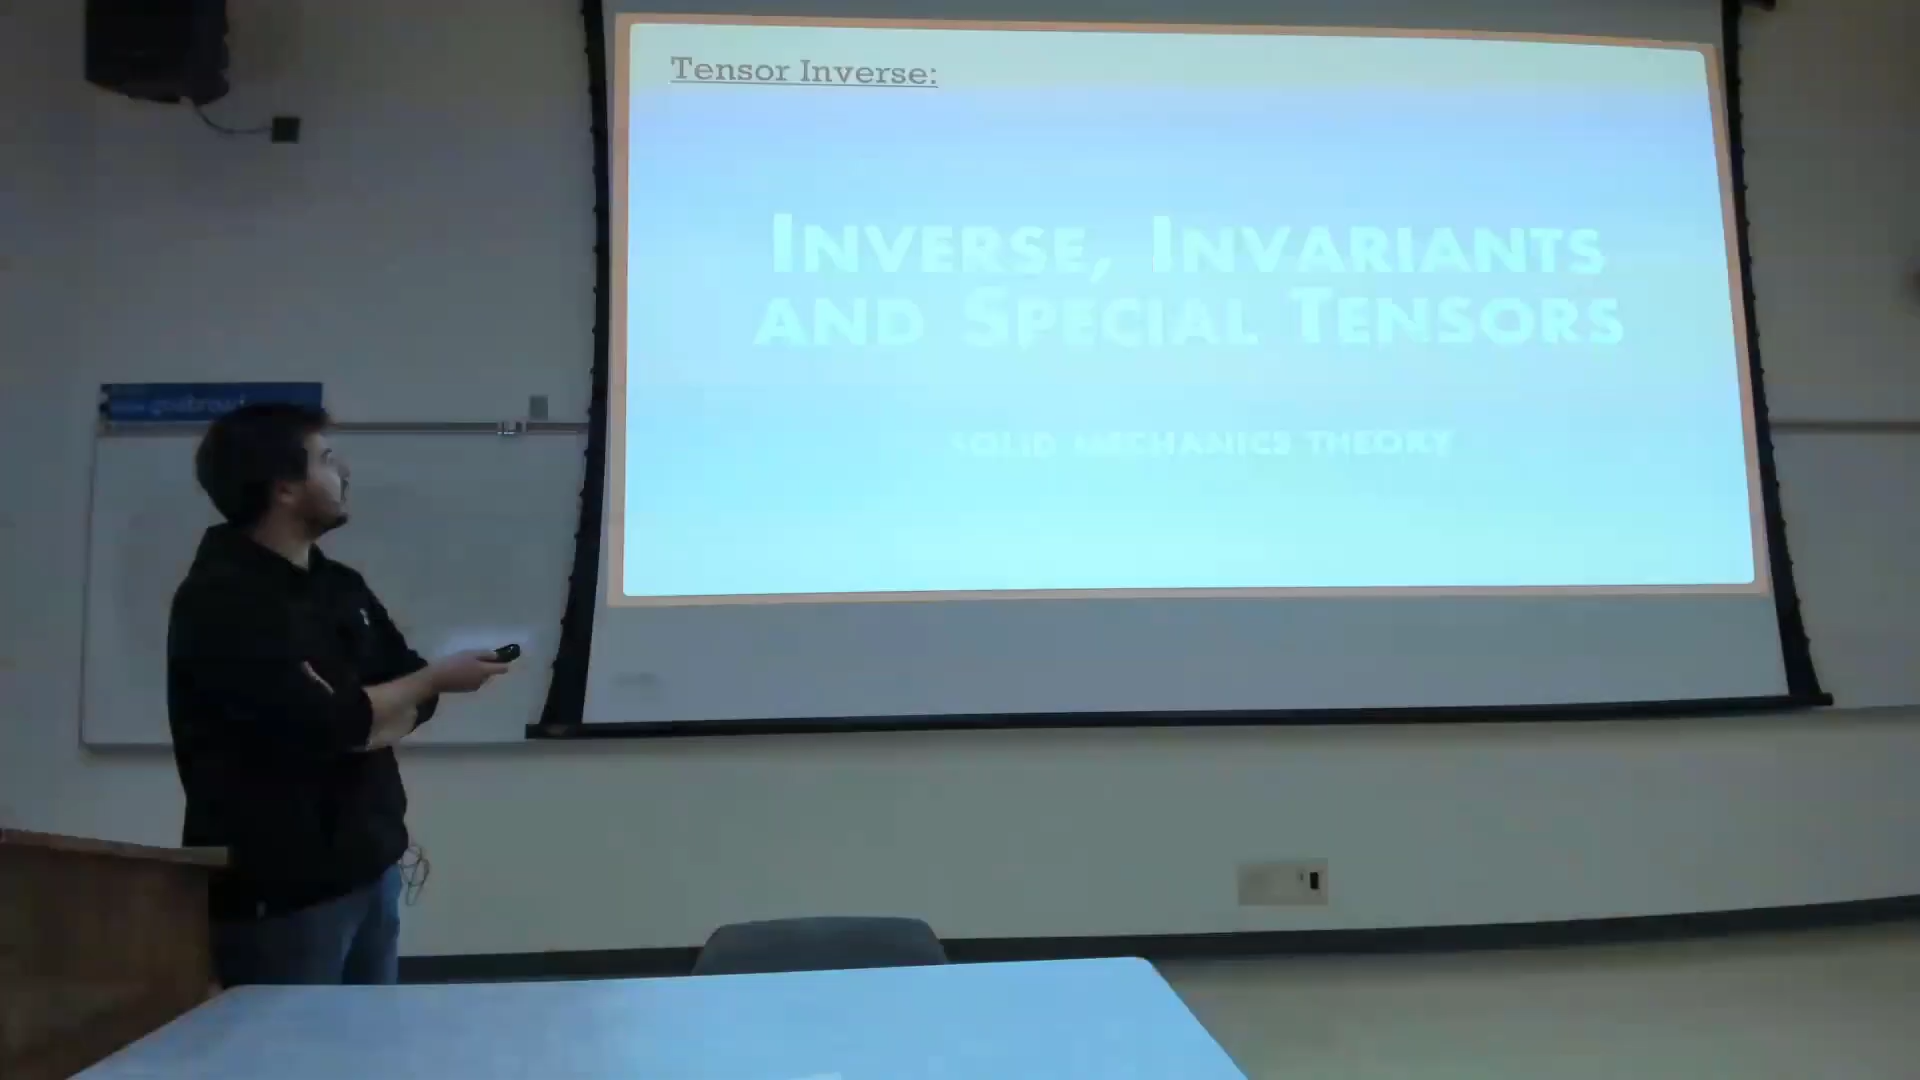 Tensor Inverse:
INVERSE, INVARIANTS
AND SPECIAL TENSORS
SOLID MECHANICS THEORY